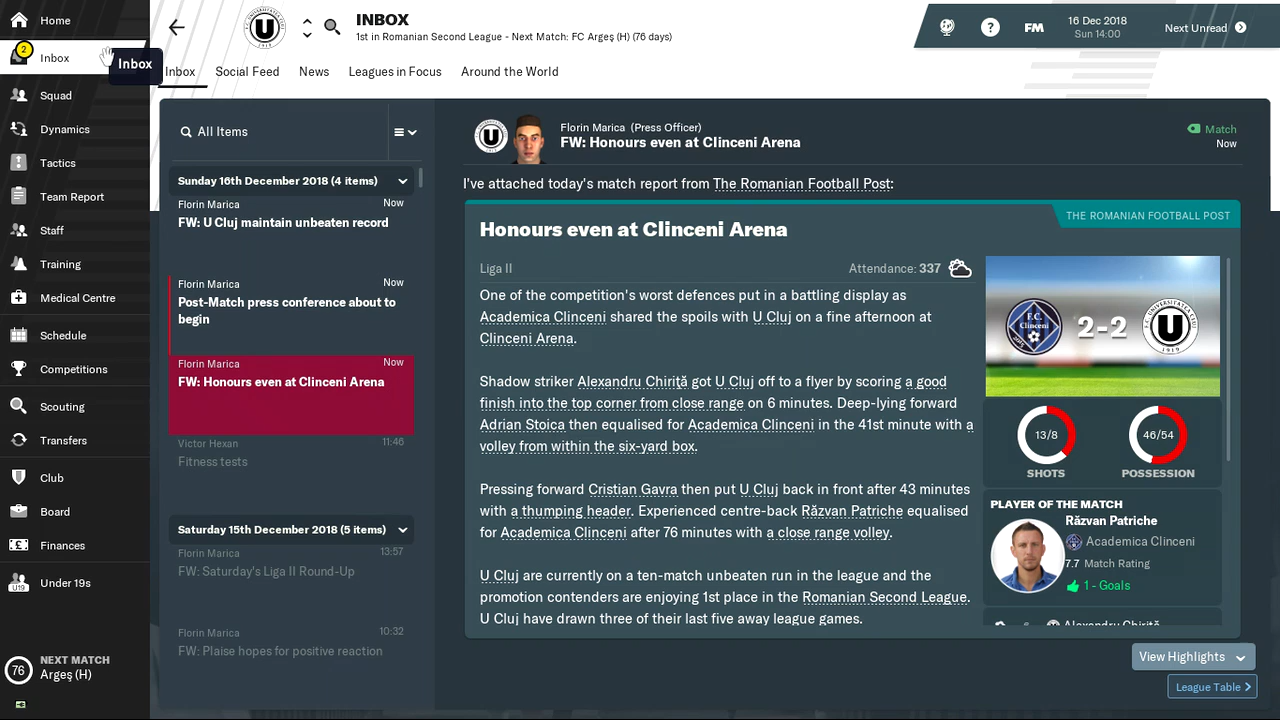 Home
2
Inbox
Inbox
Squad
Dynamics
Tactics
Team Report
Staff
Training
Medical Centre
Schedule
Competitions
Scouting
Transfers
Club
Board
Finances
U19
Under 19s
76
NEXT MATCH
Argeş (H)
INBOX
1st in Romanian Second League - Next Match: FC Argeş (H) (76 days)
?
FM
16 Dec 2018
Sun 14:00
Next Unread
Inbox
Social Feed
News
Leagues in Focus
Around the World
All Items
Sunday 16th December 2018 (4 items)
Florin Marica Now
FW: U Cluj maintain unbeaten record
Florin Marica Now
Post-Match press conference about to
begin
Florin Marica Now
FW: Honours even at Clinceni Arena
Victor Hexan 11:46
Fitness tests
Saturday 15th December 2018 (5 items)
Florin Marica 13:57
FW: Saturday's Liga II Round-Up
Florin Marica 10:32
FW: Plaise hopes for positive reaction
Florin Marica (Press Officer)
FW: Honours even at Clinceni Arena
Match
Now
I've attached today's match report from The Romanian Football Post:
THE ROMANIAN FOOTBALL POST
Honours even at Clinceni Arena
Liga II Attendance: 337
One of the competition's worst defences put in a battling display as
Academica Clinceni shared the spoils with U Cluj on a fine afternoon at
Clinceni Arena.
Shadow striker Alexandru Chiriţă got U Cluj off to a flyer by scoring a good
finish into the top corner from close range on 6 minutes. Deep-lying forward
Adrian Stoica then equalised for Academica Clinceni in the 41st minute with a
volley from within the six-yard box.
Pressing forward Cristian Gavra then put U Cluj back in front after 43 minutes
with a thumping header. Experienced centre-back Răzvan Patriche equalised
for Academica Clinceni after 76 minutes with a close range volley.
U Cluj are currently on a ten-match unbeaten run in the league and the
promotion contenders are enjoying 1st place in the Romanian Second League.
U Cluj have drawn three of their last five away league games.
F.C.
Clinceni
2-2
U
1919
13/8
SHOTS
46/54
POSSESSION
PLAYER OF THE MATCH
Răzvan Patriche
Academica Clinceni
7.7 Match Rating
1 - Goals
Alexandru Chiriţă
View Highlights
League Table